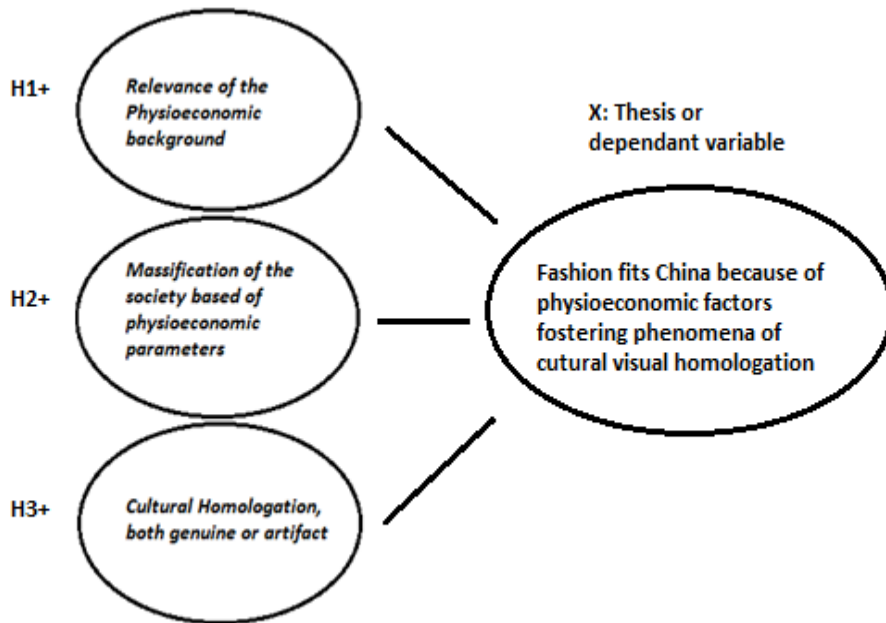 H1+
Relevance of the
Physioeconomic
background
X: Thesis or
dependant variable
H2+
Massification of the
society based of
physioeconomic
parameters
Fashion fits China because of
physioeconomic factors
fostering phenomena of
cutural visual homologation
H3+
Cultural Homologation,
both genuine or artifact